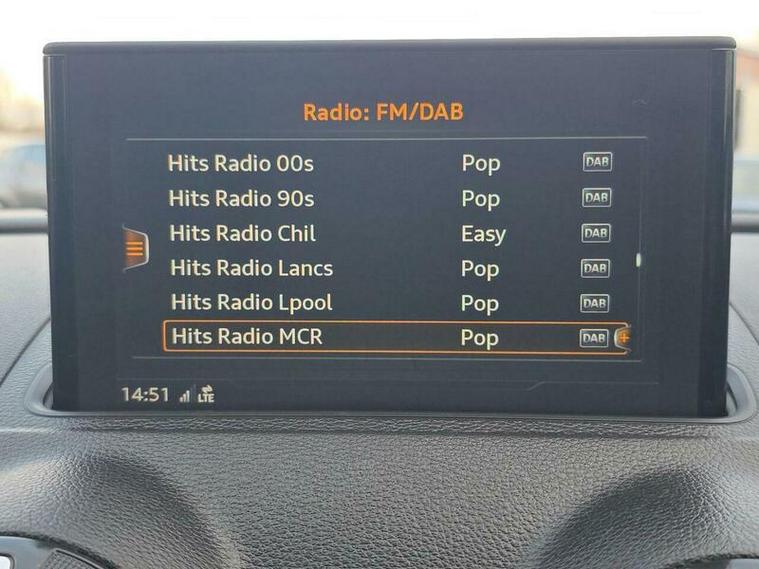 Radio: FM/DAB
Hits Radio 00s Pop DAB
Hits Radio 90s Pop DAB
Hits Radio Chil Easy DAB
Hits Radio Lancs Pop DAB
Hits Radio Lpool Pop DAB
Hits Radio MCR Pop DAB +
14:51 LTE